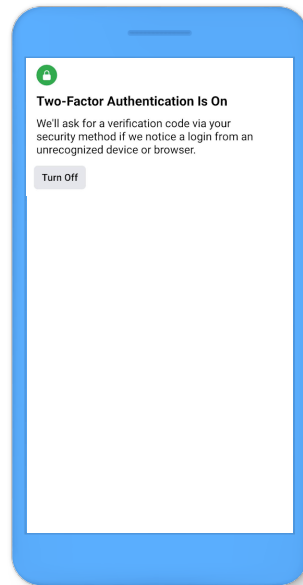 Two-Factor Authentication Is On
We'll ask for a verification code via your
security method if we notice a login from an
unrecognized device or browser.
Turn Off